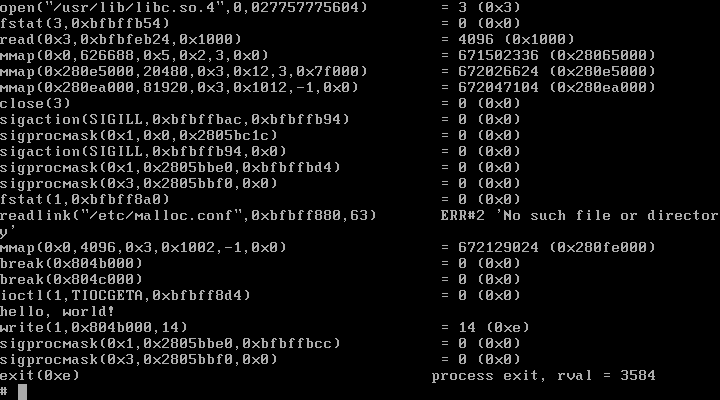 open("/usr/lib/libc.so.4",0,027757775604) = 3 (0x3)
fstat(3,0xbfbffb54) = 0 (0x0)
read(0x3,0xbfbfeb24,0x1000) = 4096 (0x1000)
mmap(0x0,626688,0x5,0x2,3,0x0) = 671502336 (0x28065000)
mmap(0x280e5000,20480,0x3,0x12,3,0x7f000) = 672026624 (0x280e5000)
mmap(0x280ea000,81920,0x3,0x1012,-1,0x0) = 672047104 (0x280ea000)
close(3) = 0 (0x0)
sigaction(SIGILL,0xbfbffbac,0xbfbffb94) = 0 (0x0)
sigprocmask(0x1,0x0,0x2805bc1c) = 0 (0x0)
sigaction(SIGILL,0xbfbffb94,0x0) = 0 (0x0)
sigprocmask(0x1,0x2805bbe0,0xbfbffbd4) = 0 (0x0)
sigprocmask(0x3,0x2805bbf0,0x0) = 0 (0x0)
fstat(1,0xbfbff8a0) = 0 (0x0)
readlink("/etc/malloc.conf",0xbfbff880,63) ERR#2 'No such file or director
y'
mmap(0x0,4096,0x3,0x1002,-1,0x0) = 672129024 (0x280fe000)
break(0x804b000) = 0 (0x0)
break(0x804c000) = 0 (0x0)
ioctl(1,TIOCGETA,0xbfbff8d4) = 0 (0x0)
hello, world!
write(1,0x804b000,14) = 14 (0xe)
sigprocmask(0x1,0x2805bbe0,0xbfbffbcc) = 0 (0x0)
sigprocmask(0x3,0x2805bbf0,0x0) = 0 (0x0)
exit(0xe) process exit, rval = 3584
#